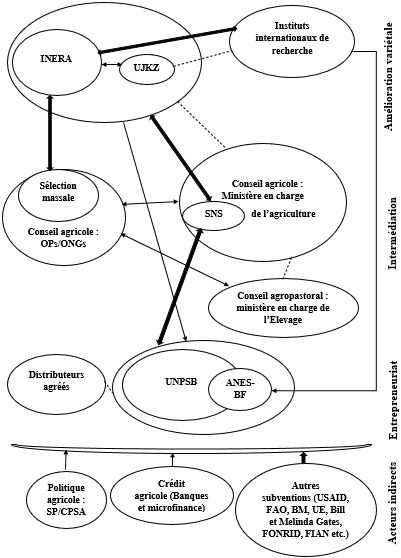 Instituts
internationaux de
recherche
INERA
UJKZ
Amélioration variétale
Sélection
massale
Conseil agricole :
OPs/ONGs
Conseil agricole :
Ministère en charge
SNS
de l'agriculture
Intermédiation
Conseil agropastoral :
ministère en charge de
l'Elevage
Distributeurs
agréés
UNPSB
ANES-
BF
Entrepreneuriat
Politique
agricole :
SP/CPSA
Crédit
agricole (Banques
et microfinance)
Autres
subventions (USAID,
FAO, BM, UE, Bill
et Melinda Gates,
FONRID, FIAN etc.)
Acteurs indirects